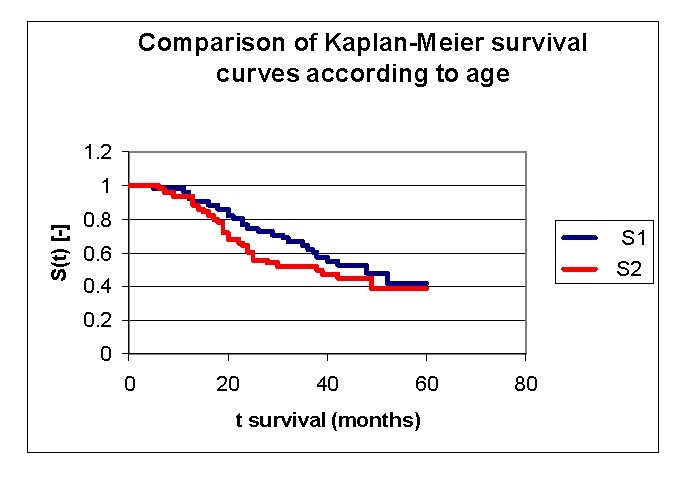 Comparison of Kaplan-Meier survival
curves according to age
S(t) [-]
1.2
1
0.8
0.6
0.4
0.2
0
0 20 40 60 80
t survival (months)
S1
S2